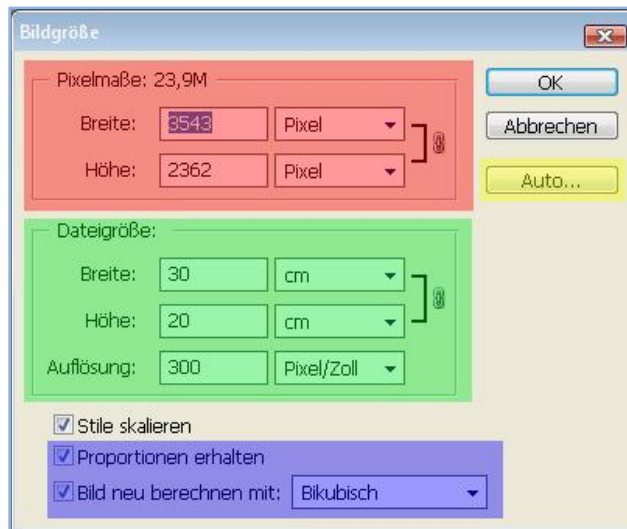 Bildgröße
Pixelmaße: 23,9M
Breite: 3543 Pixel
Höhe: 2362 Pixel
OK
Abbrechen
Auto...
Dateigröße:
Breite: 30 cm
Höhe: 20 cm
Auflösung: 300 Pixel/Zoll
Stile skalieren
Proportionen erhalten
Bild neu berechnen mit: Bikubisch